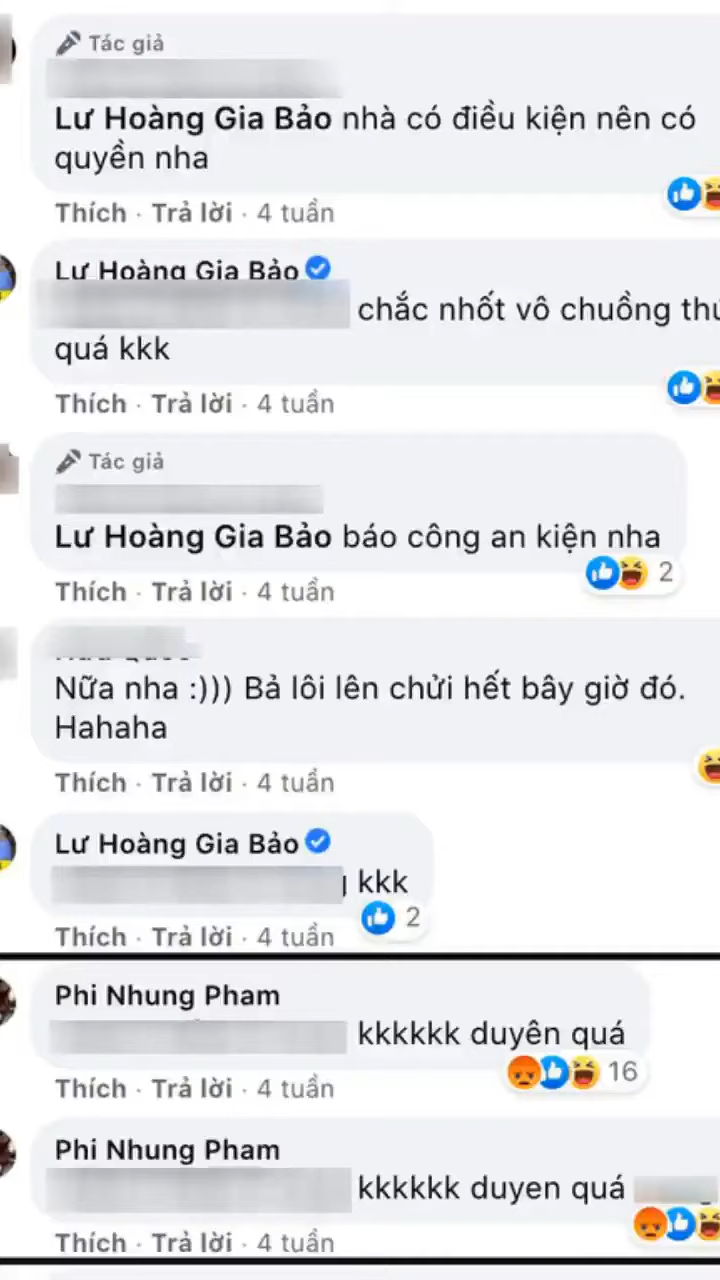 Tác giả
Lư Hoàng Gia Bảo nhà có điều kiện nên có
quyền nha
Thích · Trả lời · 4 tuần
Lư Hoàng Gia Bảo
chắc nhốt vô chuồng thú
quá kkk
Thích · Trả lời · 4 tuần
Tác giả
Lư Hoàng Gia Bảo báo công an kiện nha
2
Thích · Trả lời · 4 tuần
Nữa nha :))) Bả lôi lên chửi hết bây giờ đó.
Hahaha
Thích · Trả lời · 4 tuần
Lư Hoàng Gia Bảo
kkk
2
Thích · Trả lời · 4 tuần
Phi Nhung Pham
kkkkkk duyên quá
16
Thích · Trả lời · 4 tuần
Phi Nhung Pham
kkkkkk duyen quá
Thích · Trả lời · 4 tuần